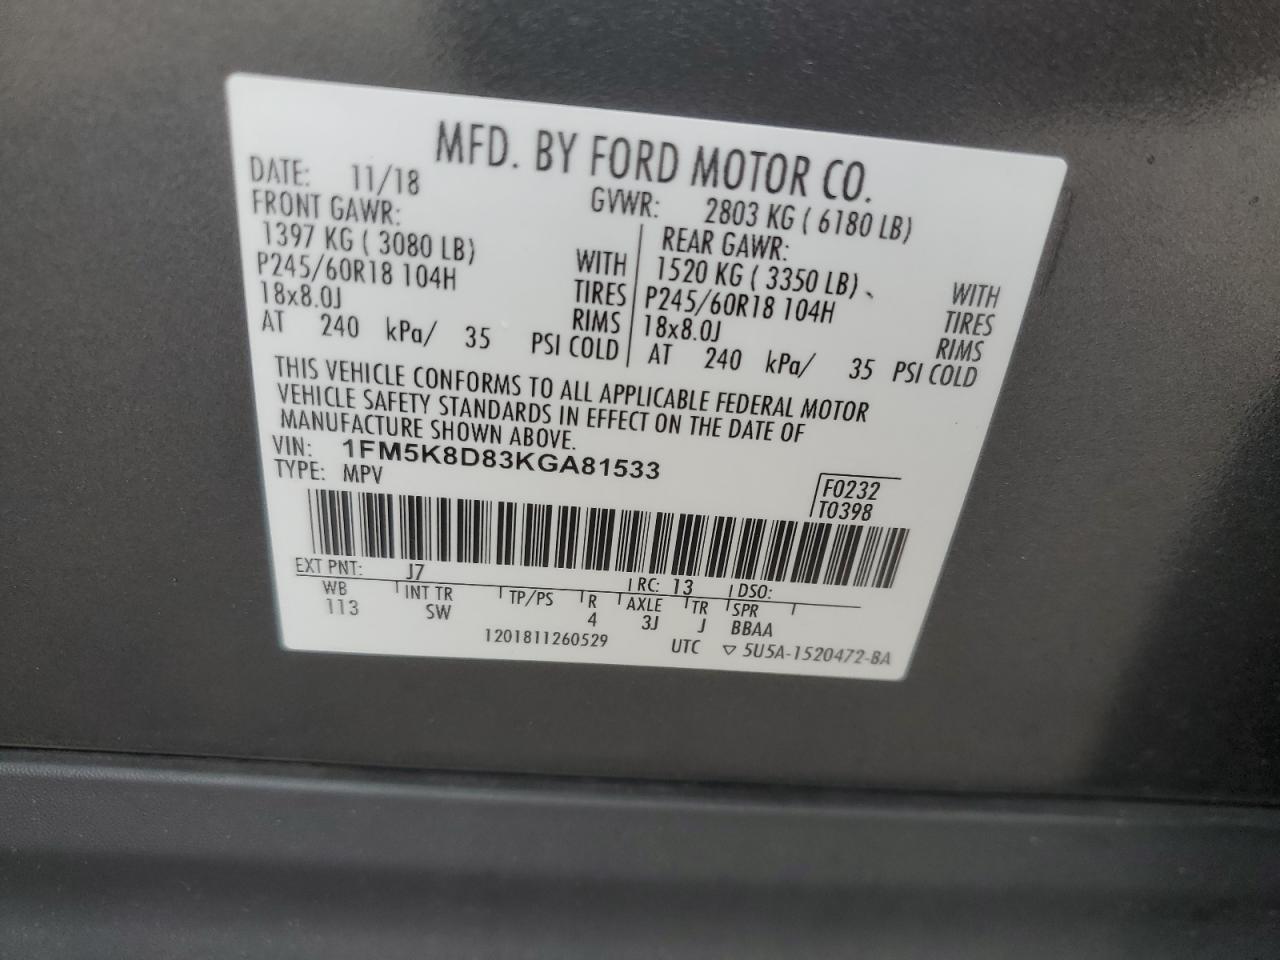 MFD. BY FORD MOTOR CO.
DATE: 11/18 GVWR: 2803 KG ( 6180 LB)
FRONT GAWR: REAR GAWR:
1397 KG ( 3080 LB) WITH 1520 KG ( 3350 LB) WITH
P245/60R18 104H TIRES P245/60R18 104H TIRES
18x8.0J RIMS 18x8.0J RIMS
AT 240 kPa/ 35 PSI COLD AT 240 kPa/ 35 PSI COLD
THIS VEHICLE CONFORMS TO ALL APPLICABLE FEDERAL MOTOR
VEHICLE SAFETY STANDARDS IN EFFECT ON THE DATE OF
MANUFACTURE SHOWN ABOVE.
VIN: 1FM5K8D83KGA81533
TYPE: MPV
F0232
T0398
EXT PNT: J7 RC: 13 DSO:
WB INT TR TP/PS R AXLE TR SPR
113 SW 4 3J J BBAA
1201811260529 UTC ▽ 5U5A-1520472-BA